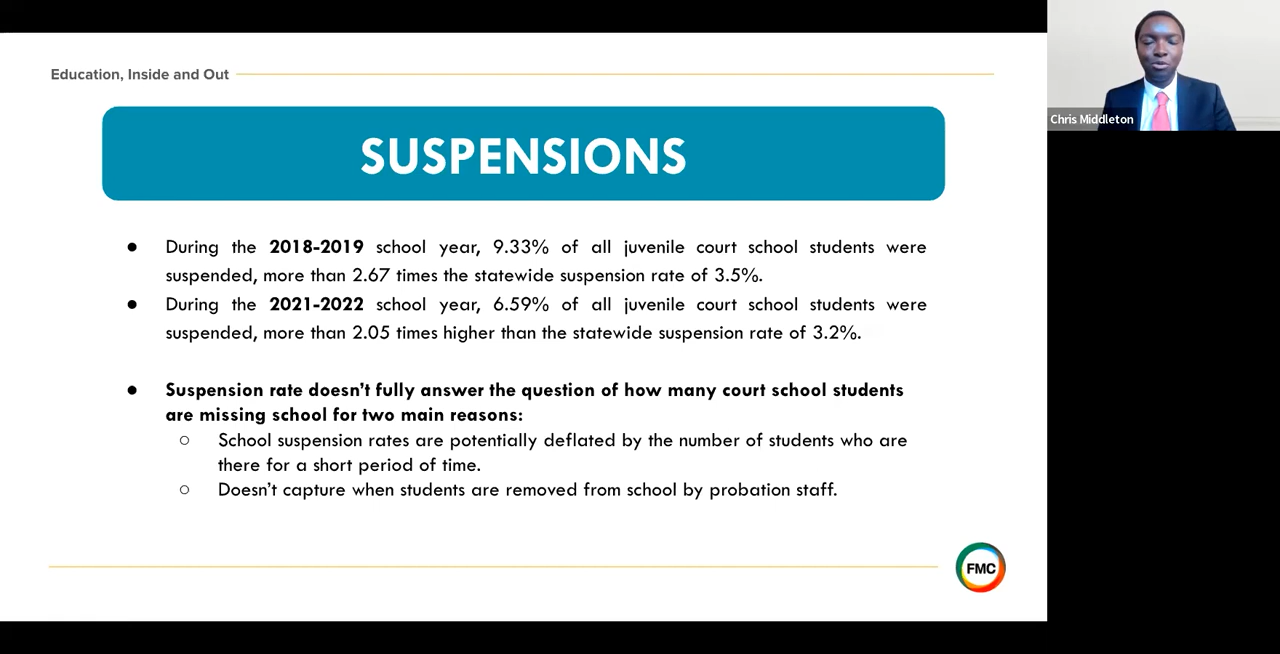 Education, Inside and Out
Chris Middleton
SUSPENSIONS
● During the 2018-2019 school year, 9.33% of all juvenile court school students were
suspended, more than 2.67 times the statewide suspension rate of 3.5%.
● During the 2021-2022 school year, 6.59% of all juvenile court school students were
suspended, more than 2.05 times higher than the statewide suspension rate of 3.2%.
● Suspension rate doesn’t fully answer the question of how many court school students
are missing school for two main reasons:
○ School suspension rates are potentially deflated by the number of students who are
there for a short period of time.
○ Doesn’t capture when students are removed from school by probation staff.
FMC